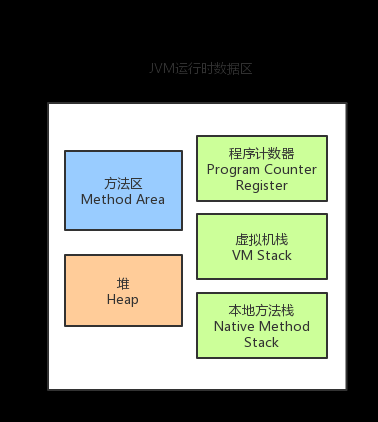 JVM运行时数据区
方法区
Method Area
堆
Heap
程序计数器
Program Counter
Register
虚拟机栈
VM Stack
本地方法栈
Native Method
Stack